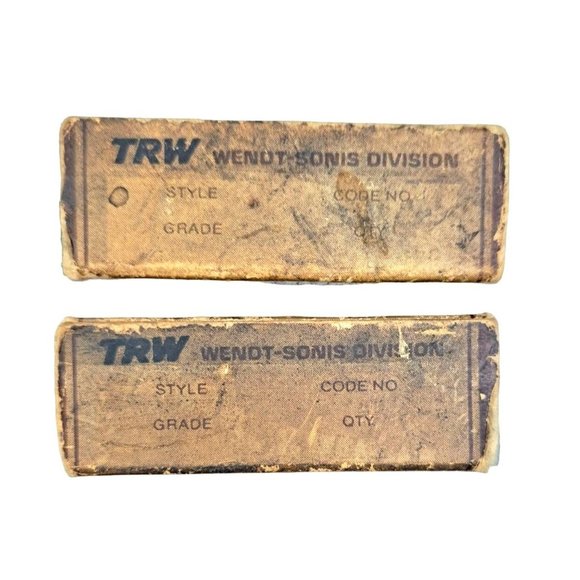 TRW WENDT-SONIS DIVISION
STYLE CODE NO.
GRADE QTY.
TRW WENDT-SONIS DIVISION
STYLE CODE NO
GRADE QTY.